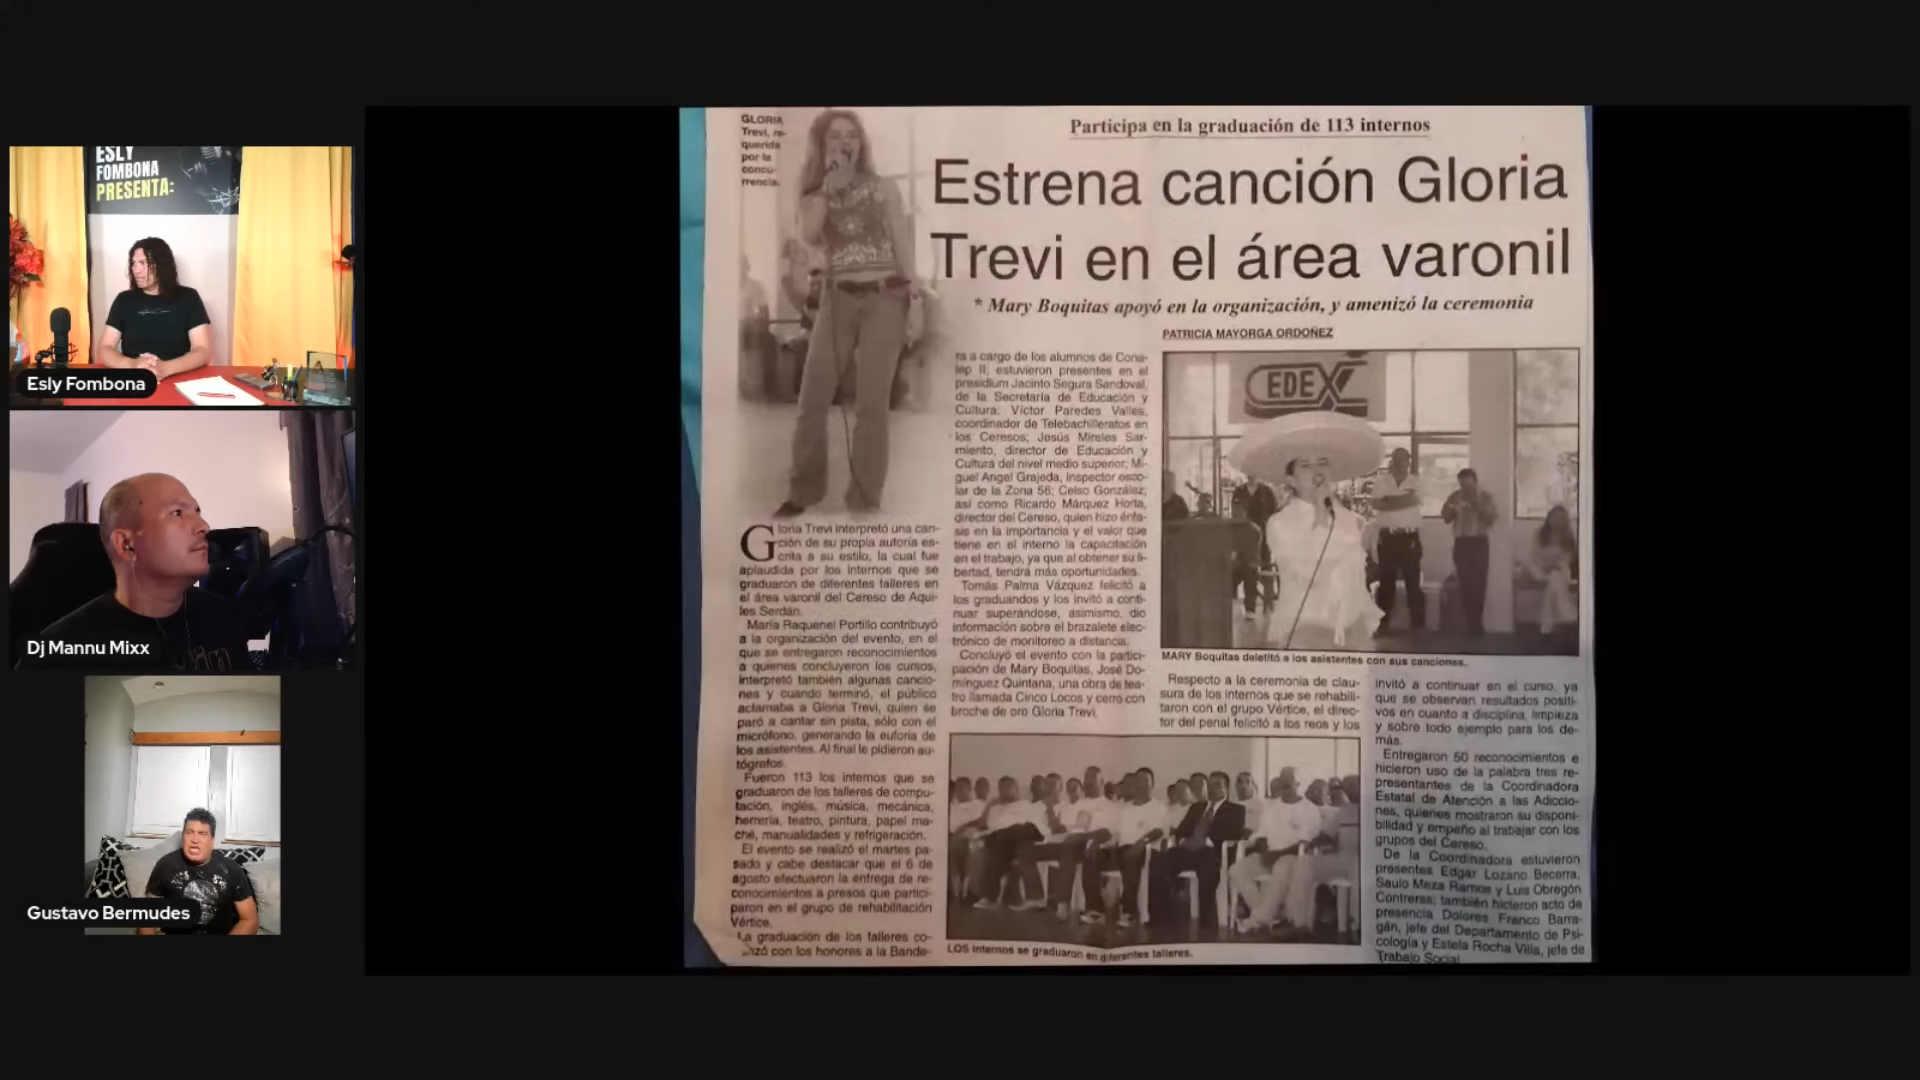 ESLY
FOMBONA
PRESENTA:
Esly Fombona
Dj Mannu Mixx
Gustavo Bermudes
GLORIA
Trevi, re-
querida
por la
concu-
rrencia.
Participa en la graduación de 113 internos
Estrena canción Gloria
Trevi en el área varonil
* Mary Boquitas apoyó en la organización, y amenizó la ceremonia
PATRICIA MAYORGA ORDOÑEZ
Gloria Trevi interpretó una can-
ción de su propia autoría es-
crita a su estilo, la cual fue
aplaudida por los internos que se
graduaron de diferentes talleres en
el área varonil del Cereso de Aqui-
les Serdán.
María Raquenel Portillo contribuyó
a la organización del evento, en el
que se entregaron reconocimientos
a quienes concluyeron los cursos,
interpretó también algunas cancio-
nes y cuando terminó, el público
aclamaba a Gloria Trevi, quien se
paró a cantar sin pista, sólo con el
micrófono, generando la euforia de
los asistentes. Al final le pidieron au-
tógrafos.
Fueron 113 los internos que se
graduaron de los talleres de compu-
tación, inglés, música, mecánica,
herrería, teatro, pintura, papel ma-
ché, manualidades y refrigeración.
El evento se realizó el martes pa-
sado y cabe destacar que el 6 de
agosto efectuaron la entrega de re-
conocimientos a presos que partici-
paron en el grupo de rehabilitación
Vértice.
La graduación de los talleres co-
nzó con los honores a la Bande-
ra a cargo de los alumnos de Cona-
lep II; estuvieron presentes en el
presidium Jacinto Segura Sandoval,
de la Secretaría de Educación y
Cultura; Víctor Paredes Valles,
coordinador de Telebachilleratos en
los Ceresos; Jesús Mireles Sar-
miento, director de Educación y
Cultura del nivel medio superior; Mi-
guel Angel Grajeda, inspector esco-
lar de la Zona 56; Celso González;
así como Ricardo Márquez Horta,
director del Cereso, quien hizo énfa-
sis en la importancia y el valor que
tiene en el interno la capacitación
en el trabajo, ya que al obtener su li-
bertad, tendrá más oportunidades.
Tomás Palma Vázquez felicitó a
los graduandos y los invitó a conti-
nuar superándose, asimismo, dio
información sobre el brazalete elec-
trónico de monitoreo a distancia.
Concluyó el evento con la partici-
pación de Mary Boquitas, José Do-
mínguez Quintana, una obra de tea-
tro llamada Cinco Locos y cerró con
broche de oro Gloria Trevi.
EDEX
MARY Boquitas deleitó a los asistentes con sus canciones.
Respecto a la ceremonia de clau-
sura de los internos que se rehabili-
taron con el grupo Vértice, el direc-
tor del penal felicitó a los reos y los
invitó a continuar en el curso, ya
que se observan resultados positi-
vos en cuanto a disciplina, limpieza
y sobre todo ejemplo para los de-
más.
Entregaron 50 reconocimientos e
hicieron uso de la palabra tres re-
presentantes de la Coordinadora
Estatal de Atención a las Adiccio-
nes, quienes mostraron su disponi-
bilidad y empeño al trabajar con los
grupos del Cereso.
De la Coordinadora estuvieron
presentes Edgar Lozano Becerra,
Saulo Meza Ramos y Luis Obregón
Contreras; también hicieron acto de
presencia Dolores Franco Barra-
gán, jefe del Departamento de Psi-
cología y Estela Rocha Villa, jefe de
Trabajo Social
LOS internos se graduaron en diferentes talleres.